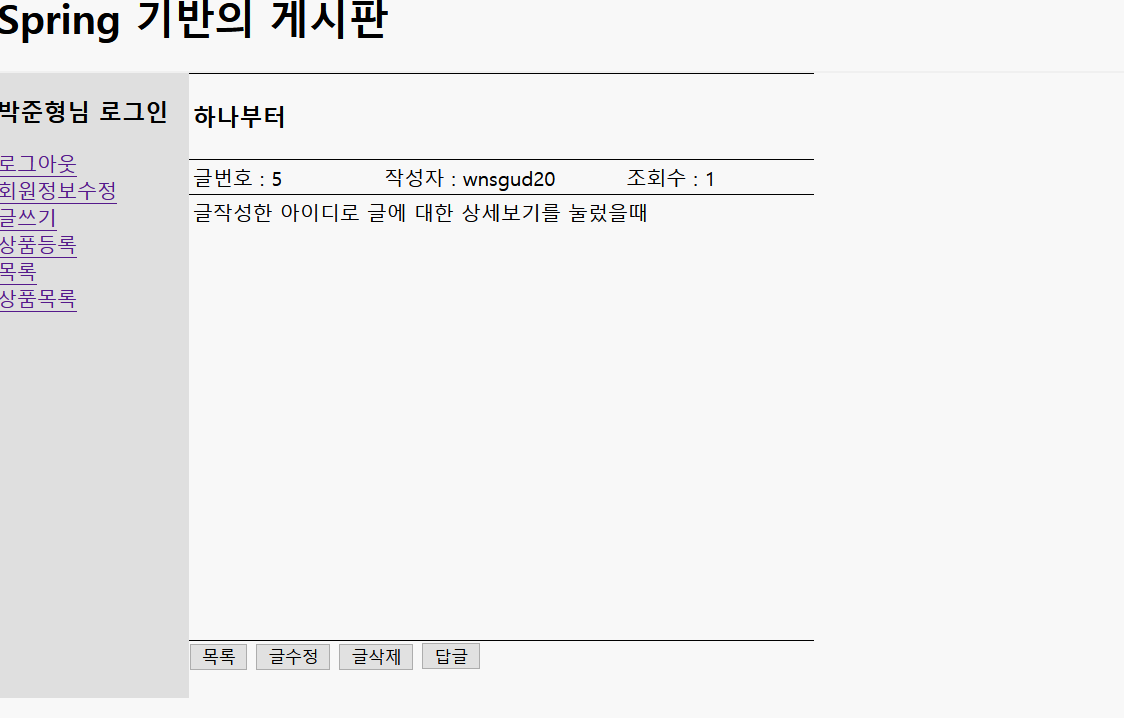 Spring 기반의 게시판
박준형님 로그인
로그아웃
회원정보수정
글쓰기
상품등록
목록
상품목록
하나부터
글번호 : 5 작성자 : wnsgud20 조회수 : 1
글작성한 아이디로 글에 대한 상세보기를 눌렀을때
목록 글수정 글삭제 답글